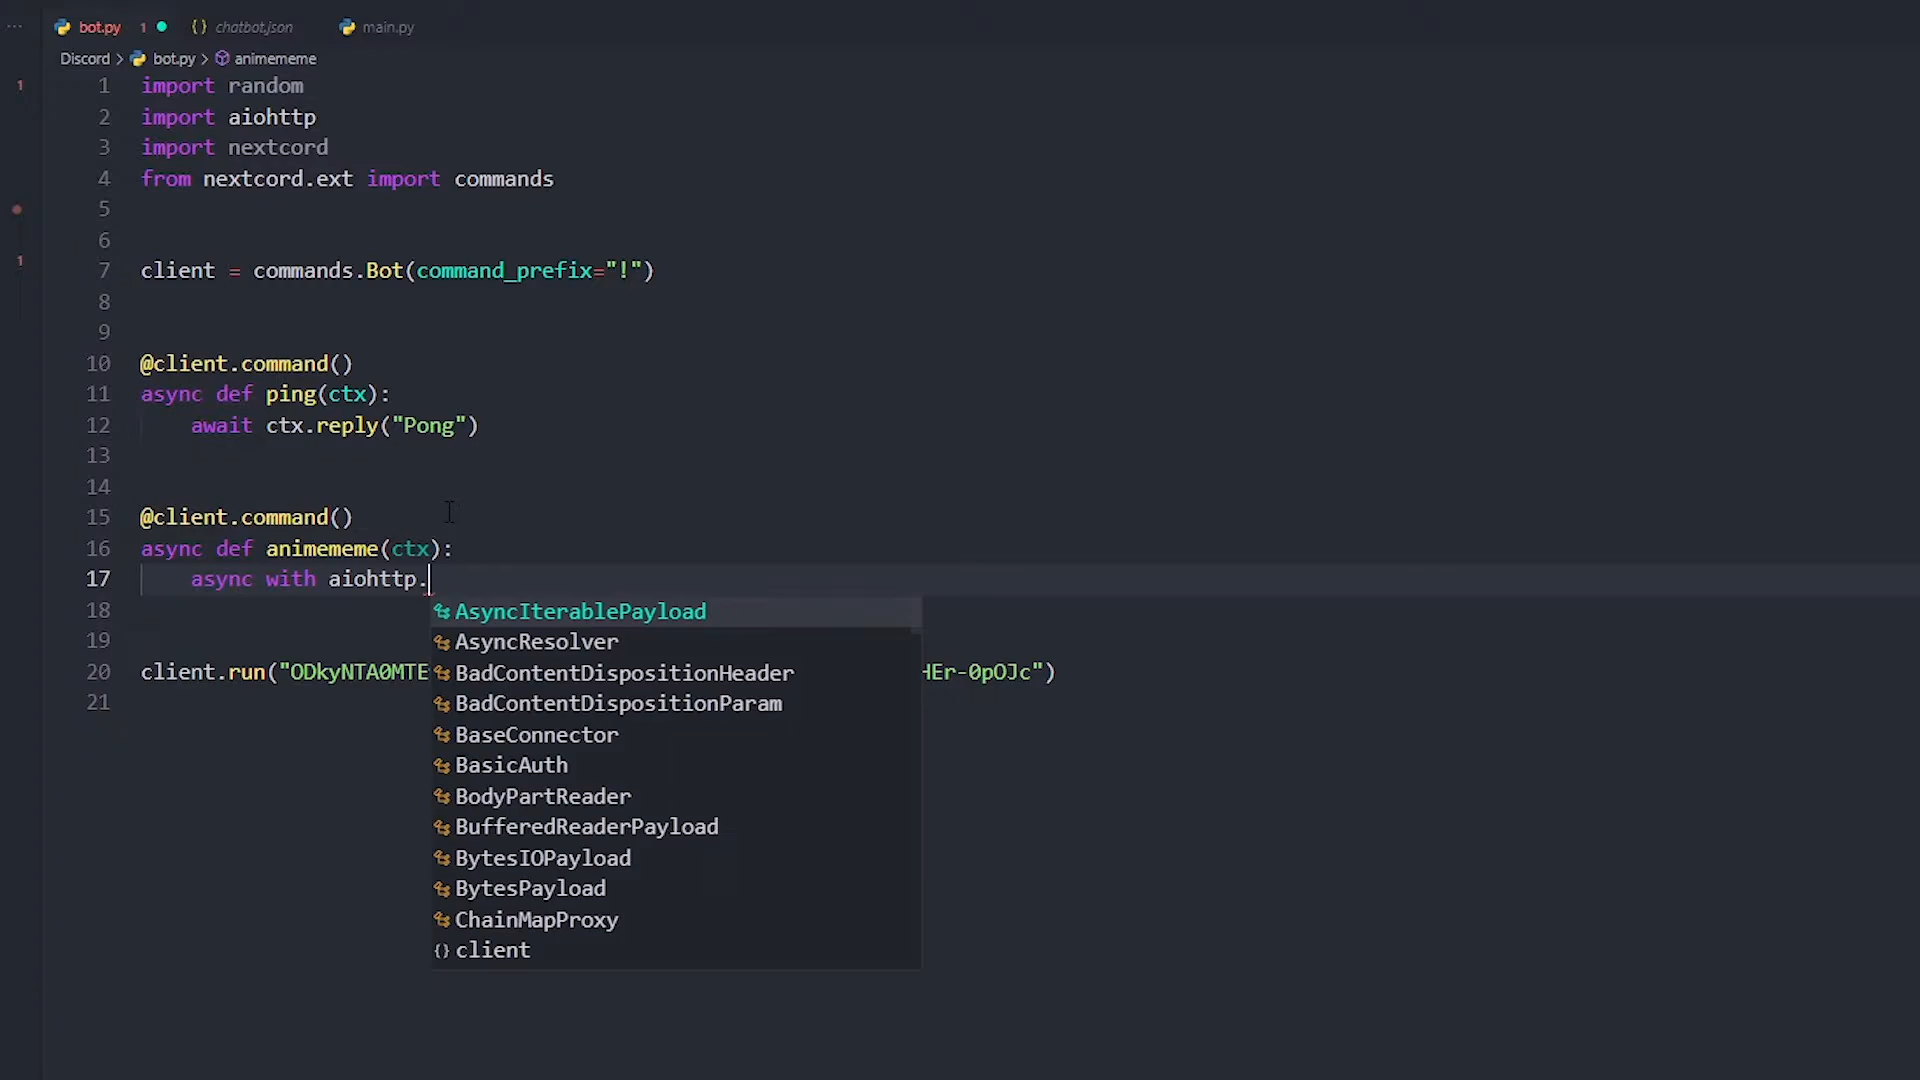 ··· bot.py 1 {} chatbot.json main.py
Discord > bot.py > animememe
1 1 import random
2 import aiohttp
3 import nextcord
4 from nextcord.ext import commands
5
6
1
7 client = commands.Bot(command_prefix="!")
8
9
10 @client.command()
11 async def ping(ctx):
12     await ctx.reply("Pong")
13
14
15 @client.command()
16 async def animememe(ctx):
17     async with aiohttp.
18 AsyncIterablePayload
19 AsyncResolver
20 client.run("ODkyNTA0MTE BadContentDispositionHeader HEr-0pOJc")
21 BadContentDispositionParam
BaseConnector
BasicAuth
BodyPartReader
BufferedReaderPayload
BytesIOPayload
BytesPayload
ChainMapProxy
{} client